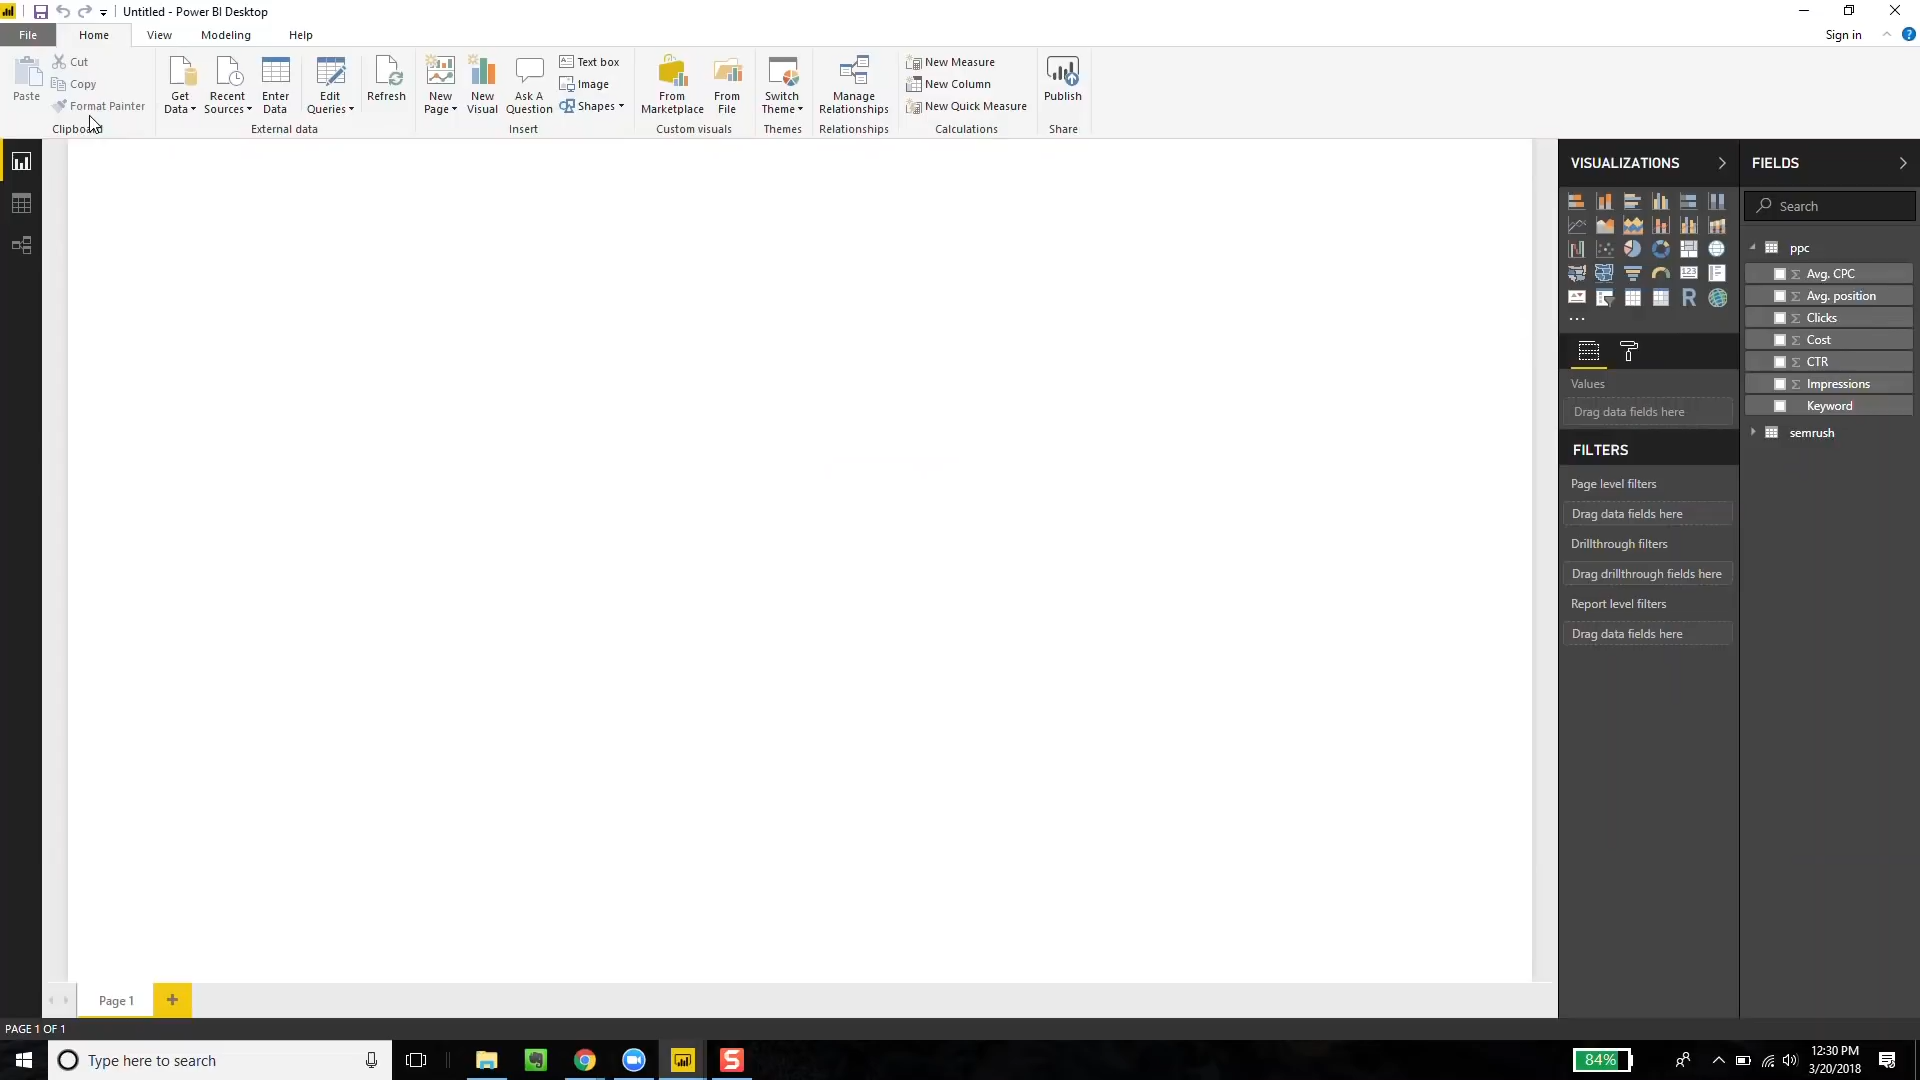 Untitled - Power BI Desktop
File Home View Modeling Help Sign in
Paste
Cut
Copy
Format Painter
Clipboard
Get Data
Recent Sources
Enter Data
Edit Queries
Refresh
External data
New Page
New Visual
Ask A Question
Text box
Image
Shapes
Insert
From Marketplace
From File
Custom visuals
Switch Theme
Themes
Manage Relationships
Relationships
New Measure
New Column
New Quick Measure
Calculations
Publish
Share
VISUALIZATIONS
R
123
...
Values
Drag data fields here
FILTERS
Page level filters
Drag data fields here
Drillthrough filters
Drag drillthrough fields here
Report level filters
Drag data fields here
FIELDS
Search
ppc
Avg. CPC
Avg. position
Clicks
Cost
CTR
Impressions
Keyword
semrush
Page 1
PAGE 1 OF 1
Type here to search
S
84%
12:30 PM
3/20/2018